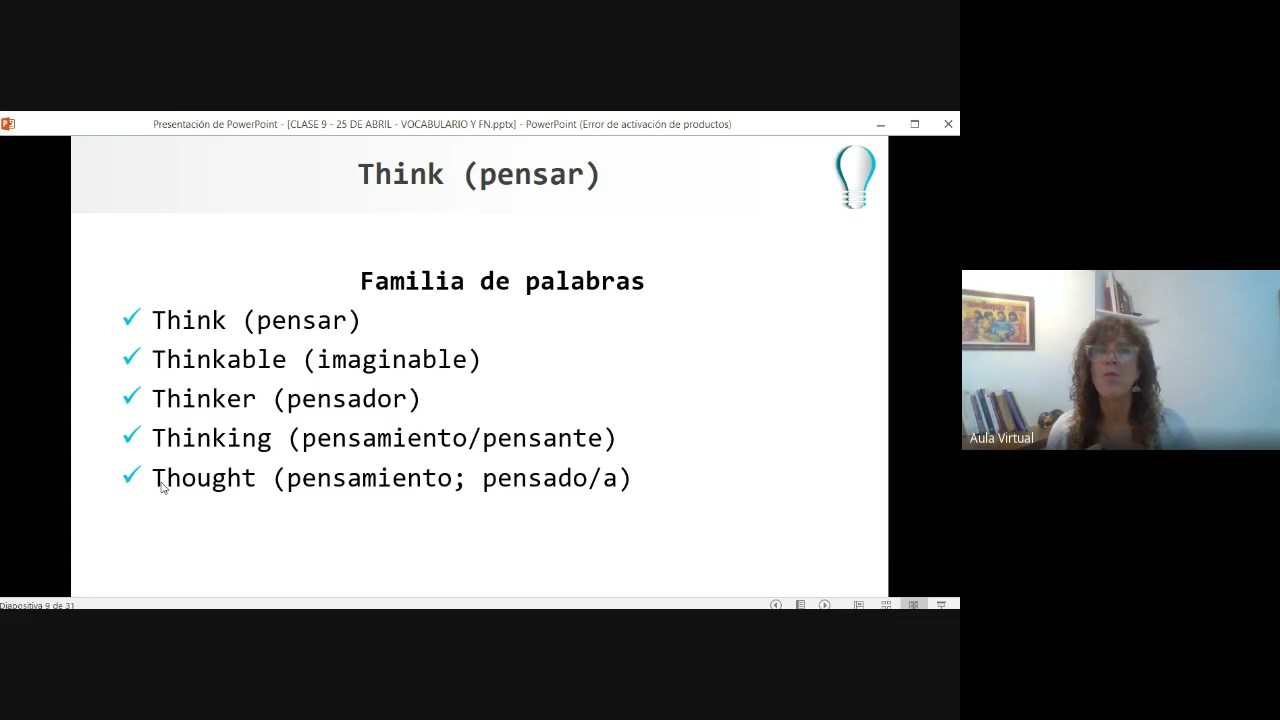 Presentación de PowerPoint - [CLASE 9 - 25 DE ABRIL - VOCABULARIO Y FN.pptx] - PowerPoint (Error de activación de productos)
Think (pensar)
Familia de palabras
Think (pensar)
Thinkable (imaginable)
Thinker (pensador)
Thinking (pensamiento/pensante)
Thought (pensamiento; pensado/a)
Aula Virtual
Diapositiva 9 de 31